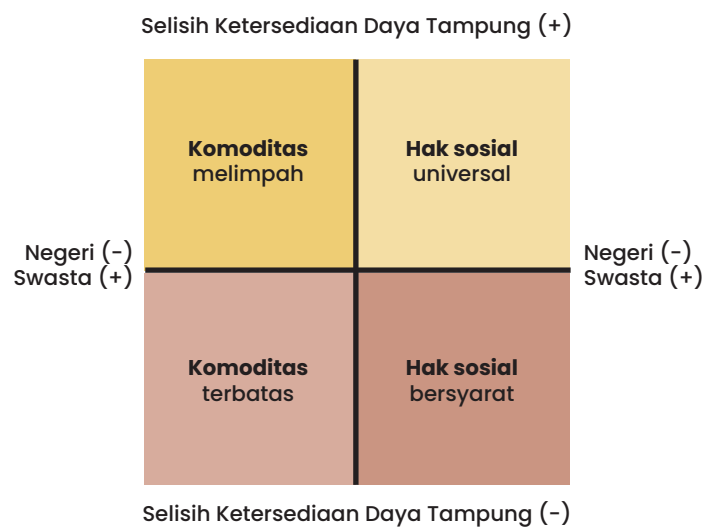 Selisih Ketersediaan Daya Tampung (+)
Komoditas
melimpah
Hak sosial
universal
Negeri (-)
Swasta (+)
Negeri (-)
Swasta (+)
Komoditas
terbatas
Hak sosial
bersyarat
Selisih Ketersediaan Daya Tampung (-)